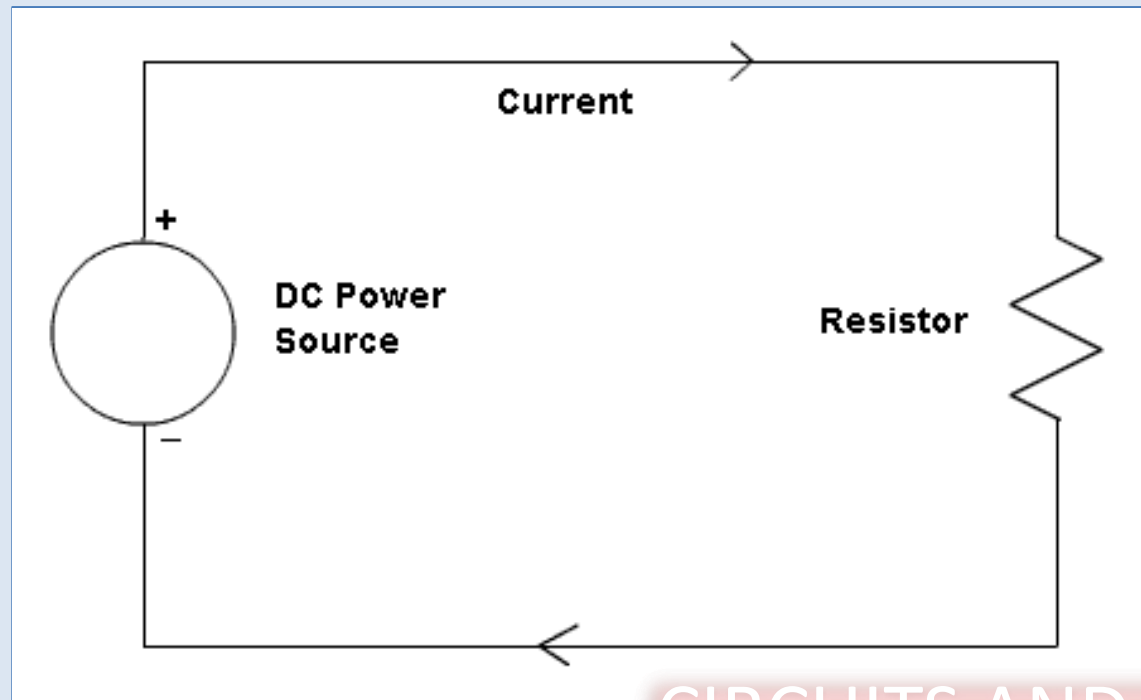 Current
+
DC Power
Source
Resistor
–
CIRCUITS AND